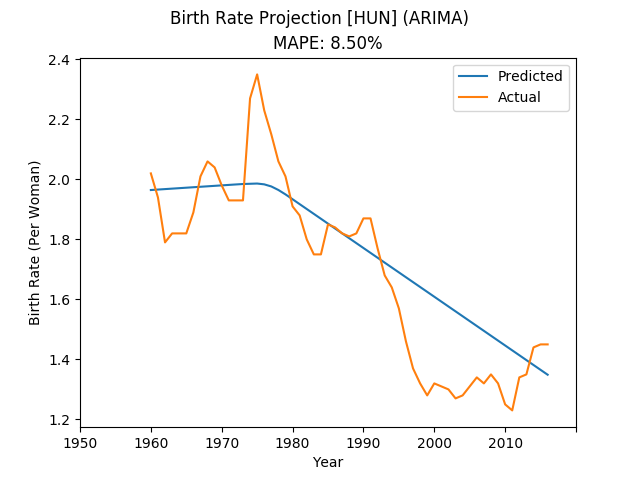 Birth Rate Projection [HUN] (ARIMA)
MAPE: 8.50%
Predicted
Actual
Birth Rate (Per Woman)
2.4
2.2
2.0
1.8
1.6
1.4
1.2
1950 1960 1970 1980 1990 2000 2010
Year